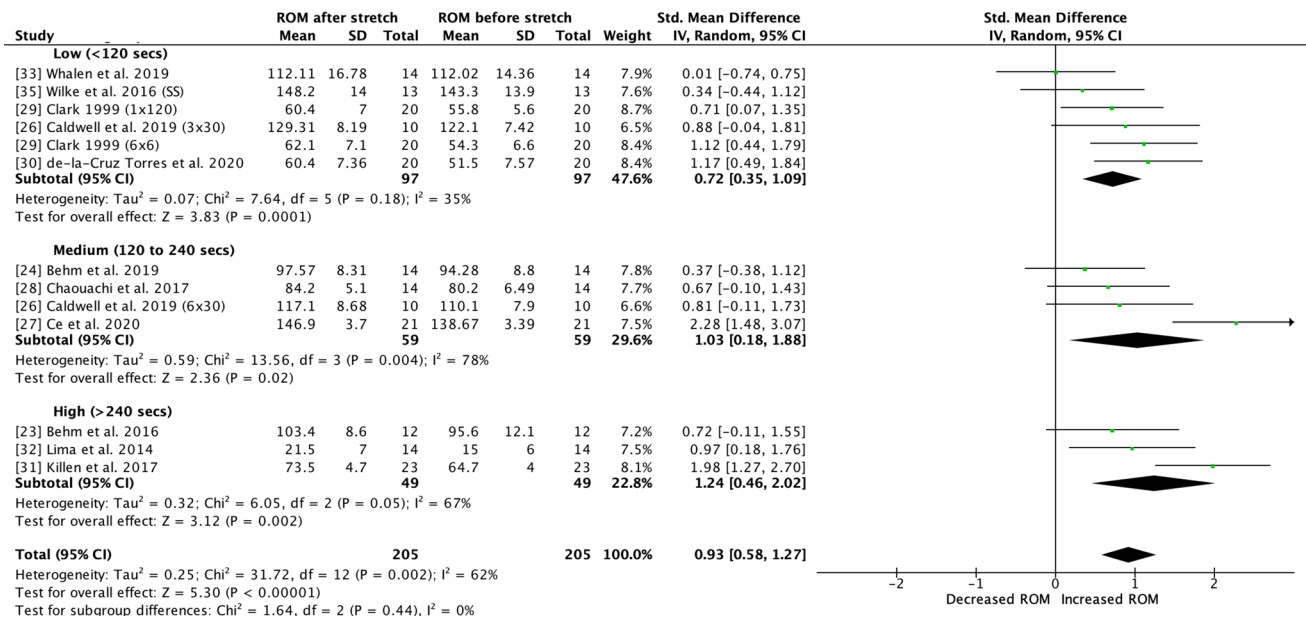 ROM after stretch ROM before stretch Std. Mean Difference Std. Mean Difference
Study Mean SD Total Mean SD Total Weight IV, Random, 95% CI IV, Random, 95% CI
Low (<120 secs)
[33] Whalen et al. 2019 112.11 16.78 14 112.02 14.36 14 7.9% 0.01 [-0.74, 0.75]
[35] Wilke et al. 2016 (SS) 148.2 14 13 143.3 13.9 13 7.6% 0.34 [-0.44, 1.12]
[29] Clark 1999 (1x120) 60.4 7 20 55.8 5.6 20 8.7% 0.71 [0.07, 1.35]
[26] Caldwell et al. 2019 (3x30) 129.31 8.19 10 122.1 7.42 10 6.5% 0.88 [-0.04, 1.81]
[29] Clark 1999 (6x6) 62.1 7.1 20 54.3 6.6 20 8.4% 1.12 [0.44, 1.79]
[30] de-la-Cruz Torres et al. 2020 60.4 7.36 20 51.5 7.57 20 8.4% 1.17 [0.49, 1.84]
Subtotal (95% CI) 97 97 47.6% 0.72 [0.35, 1.09]
Heterogeneity: Tau² = 0.07; Chi² = 7.64, df = 5 (P = 0.18); I² = 35%
Test for overall effect: Z = 3.83 (P = 0.0001)
Medium (120 to 240 secs)
[24] Behm et al. 2019 97.57 8.31 14 94.28 8.8 14 7.8% 0.37 [-0.38, 1.12]
[28] Chaouachi et al. 2017 84.2 5.1 14 80.2 6.49 14 7.7% 0.67 [-0.10, 1.43]
[26] Caldwell et al. 2019 (6x30) 117.1 8.68 10 110.1 7.9 10 6.6% 0.81 [-0.11, 1.73]
[27] Ce et al. 2020 146.9 3.7 21 138.67 3.39 21 7.5% 2.28 [1.48, 3.07]
Subtotal (95% CI) 59 59 29.6% 1.03 [0.18, 1.88]
Heterogeneity: Tau² = 0.59; Chi² = 13.56, df = 3 (P = 0.004); I² = 78%
Test for overall effect: Z = 2.36 (P = 0.02)
High (>240 secs)
[23] Behm et al. 2016 103.4 8.6 12 95.6 12.1 12 7.2% 0.72 [-0.11, 1.55]
[32] Lima et al. 2014 21.5 7 14 15 6 14 7.5% 0.97 [0.18, 1.76]
[31] Killen et al. 2017 73.5 4.7 23 64.7 4 23 8.1% 1.98 [1.27, 2.70]
Subtotal (95% CI) 49 49 22.8% 1.24 [0.46, 2.02]
Heterogeneity: Tau² = 0.32; Chi² = 6.05, df = 2 (P = 0.05); I² = 67%
Test for overall effect: Z = 3.12 (P = 0.002)
Total (95% CI) 205 205 100.0% 0.93 [0.58, 1.27]
Heterogeneity: Tau² = 0.25; Chi² = 31.72, df = 12 (P = 0.002); I² = 62%
Test for overall effect: Z = 5.30 (P < 0.00001)
Test for subgroup differences: Chi² = 1.64, df = 2 (P = 0.44), I² = 0%
-2 -1 0 1 2
Decreased ROM Increased ROM